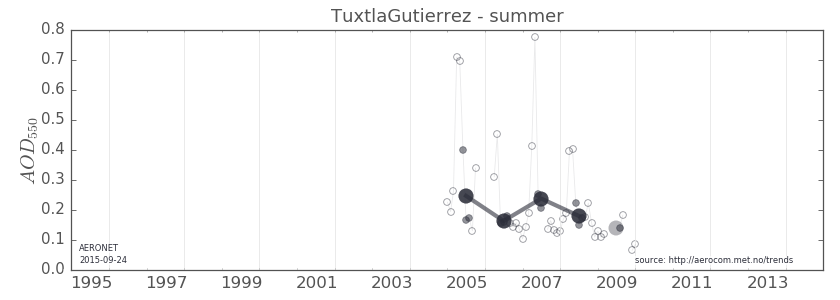 TuxtlaGutierrez - summer
0.8
0.7
0.6
0.5
0.4
0.3
0.2
0.1
0.0
AOD550
AERONET
2015-09-24
source: http://aerocom.met.no/trends
1995 1997 1999 2001 2003 2005 2007 2009 2011 2013